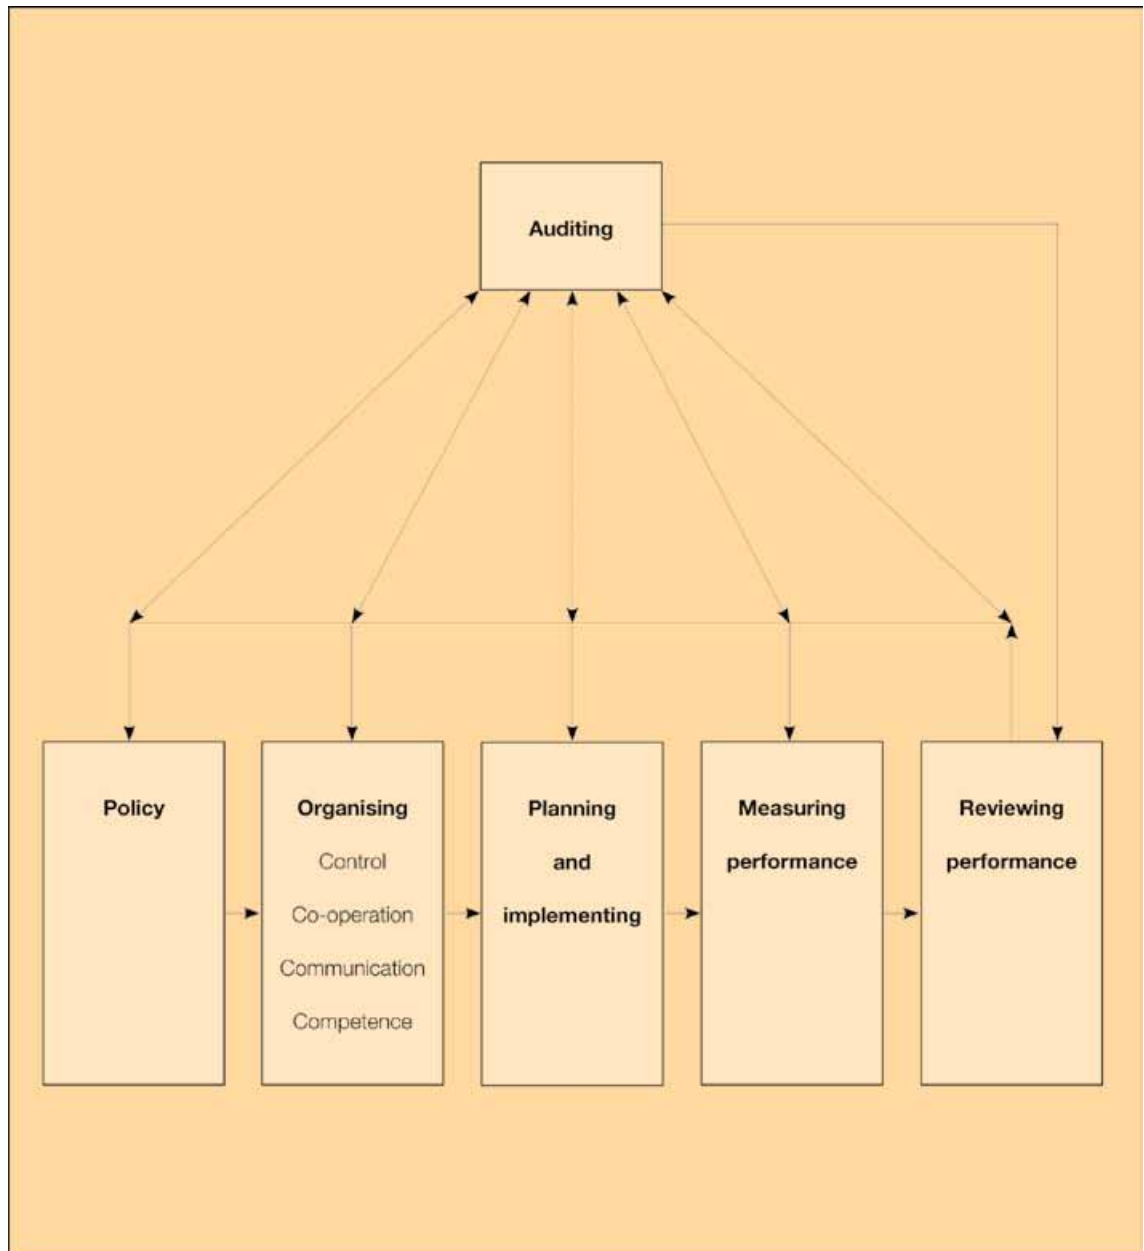 Auditing
Policy
Organising
Control
Co-operation
Communication
Competence
Planning
and
implementing
Measuring
performance
Reviewing
performance